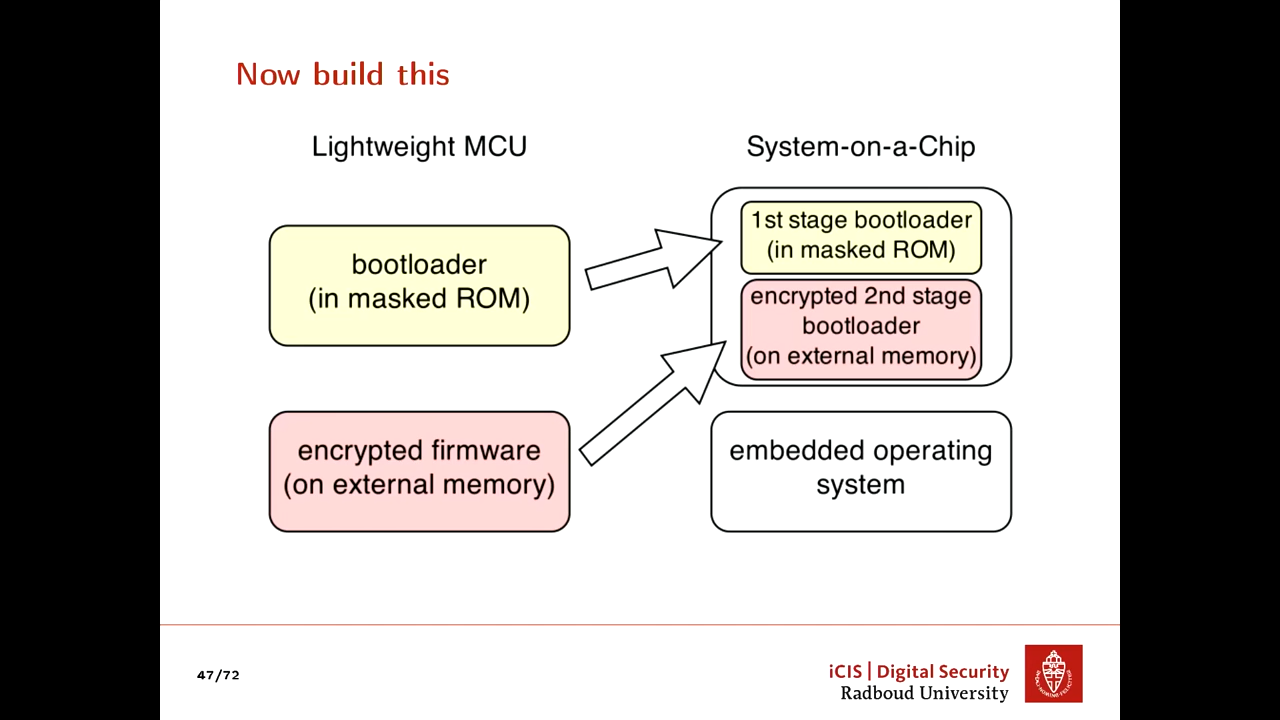 Now build this
Lightweight MCU
System-on-a-Chip
bootloader
(in masked ROM)
encrypted firmware
(on external memory)
1st stage bootloader
(in masked ROM)
encrypted 2nd stage
bootloader
(on external memory)
embedded operating
system
47/72
iCIS | Digital Security
Radboud University